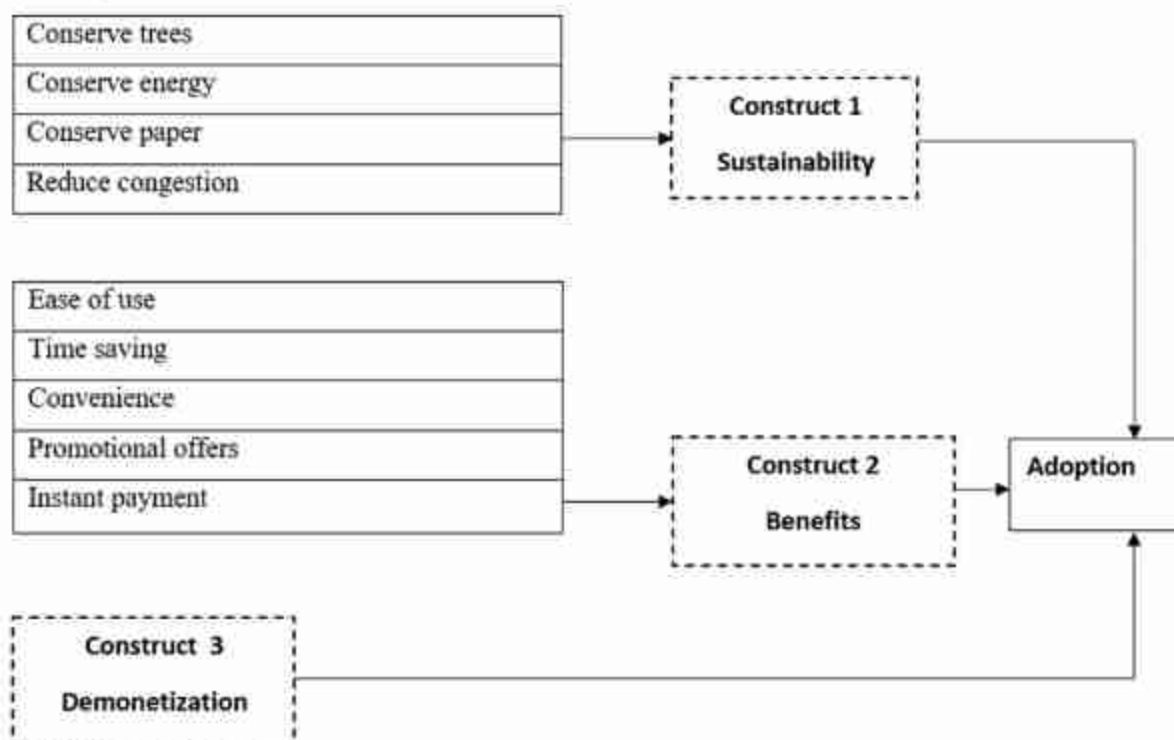 Conserve trees
Conserve energy
Conserve paper
Reduce congestion
Construct 1
Sustainability
Ease of use
Time saving
Convenience
Promotional offers
Instant payment
Construct 2
Benefits
Adoption
Construct 3
Demonetization